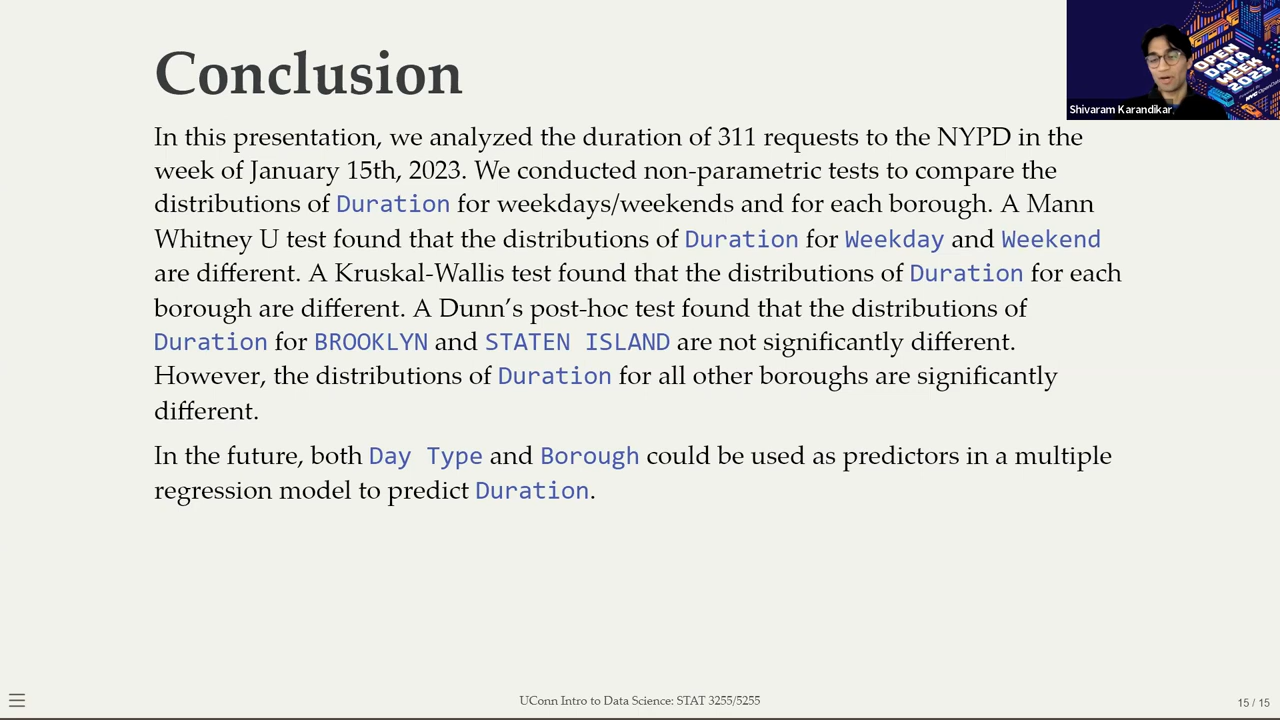 Conclusion
In this presentation, we analyzed the duration of 311 requests to the NYPD in the
week of January 15th, 2023. We conducted non-parametric tests to compare the
distributions of Duration for weekdays/weekends and for each borough. A Mann
Whitney U test found that the distributions of Duration for Weekday and Weekend
are different. A Kruskal-Wallis test found that the distributions of Duration for each
borough are different. A Dunn’s post-hoc test found that the distributions of
Duration for BROOKLYN and STATEN ISLAND are not significantly different.
However, the distributions of Duration for all other boroughs are significantly
different.
In the future, both Day Type and Borough could be used as predictors in a multiple
regression model to predict Duration.
OPEN
DATA
WEEK
2023
Shivaram Karandikar
UConn Intro to Data Science: STAT 3255/5255
15 / 15